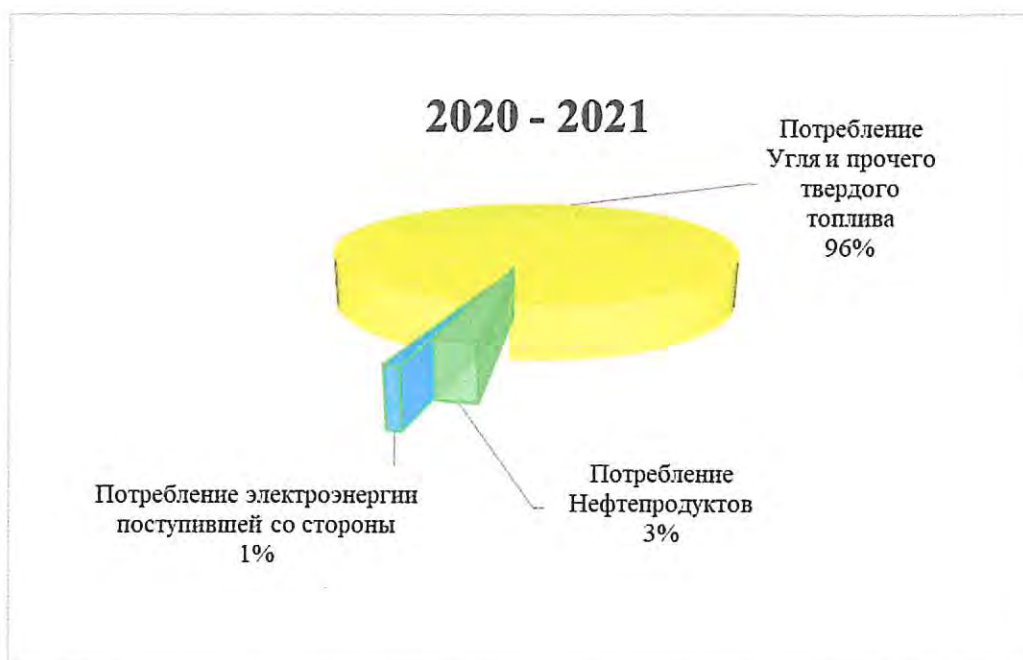 2020 - 2021
Потребление
Угля и прочего
твердого
топлива
96%
Потребление
Нефтепродуктов
3%
Потребление электроэнергии
поступившей со стороны
1%